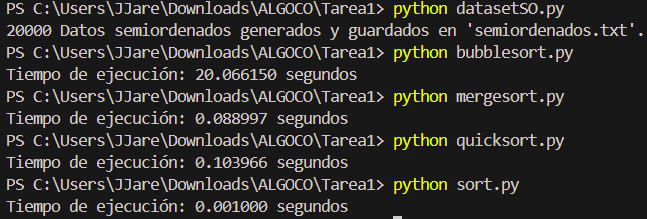 PS C:\Users\JJare\Downloads\ALGOCO\Tarea1> python datasetSO.py
20000 Datos semiordenados generados y guardados en 'semiordenados.txt'.
PS C:\Users\JJare\Downloads\ALGOCO\Tarea1> python bubblesort.py
Tiempo de ejecución: 20.066150 segundos
PS C:\Users\JJare\Downloads\ALGOCO\Tarea1> python mergesort.py
Tiempo de ejecución: 0.088997 segundos
PS C:\Users\JJare\Downloads\ALGOCO\Tarea1> python quicksort.py
Tiempo de ejecución: 0.103966 segundos
PS C:\Users\JJare\Downloads\ALGOCO\Tarea1> python sort.py
Tiempo de ejecución: 0.001000 segundos